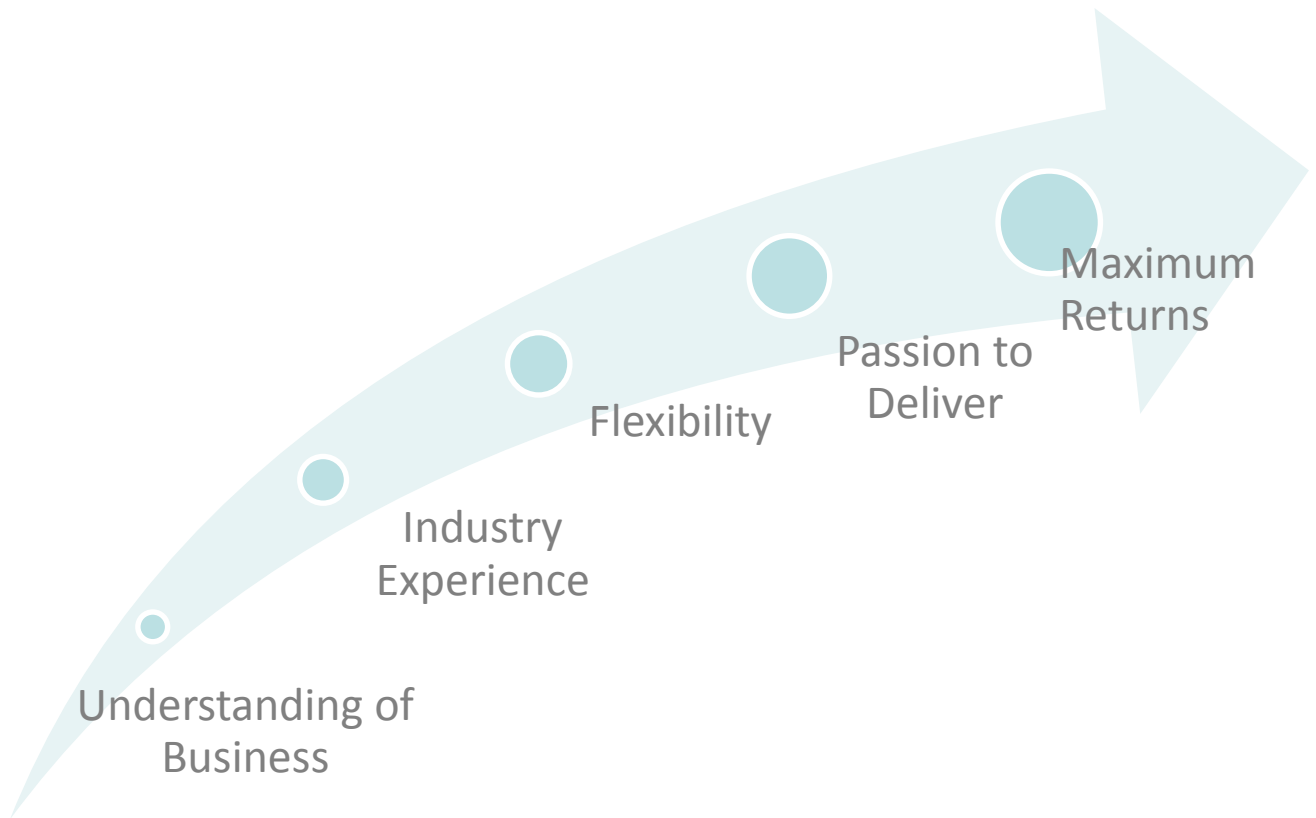 Maximum
Returns
Passion to
Deliver
Flexibility
Industry
Experience
Understanding of
Business